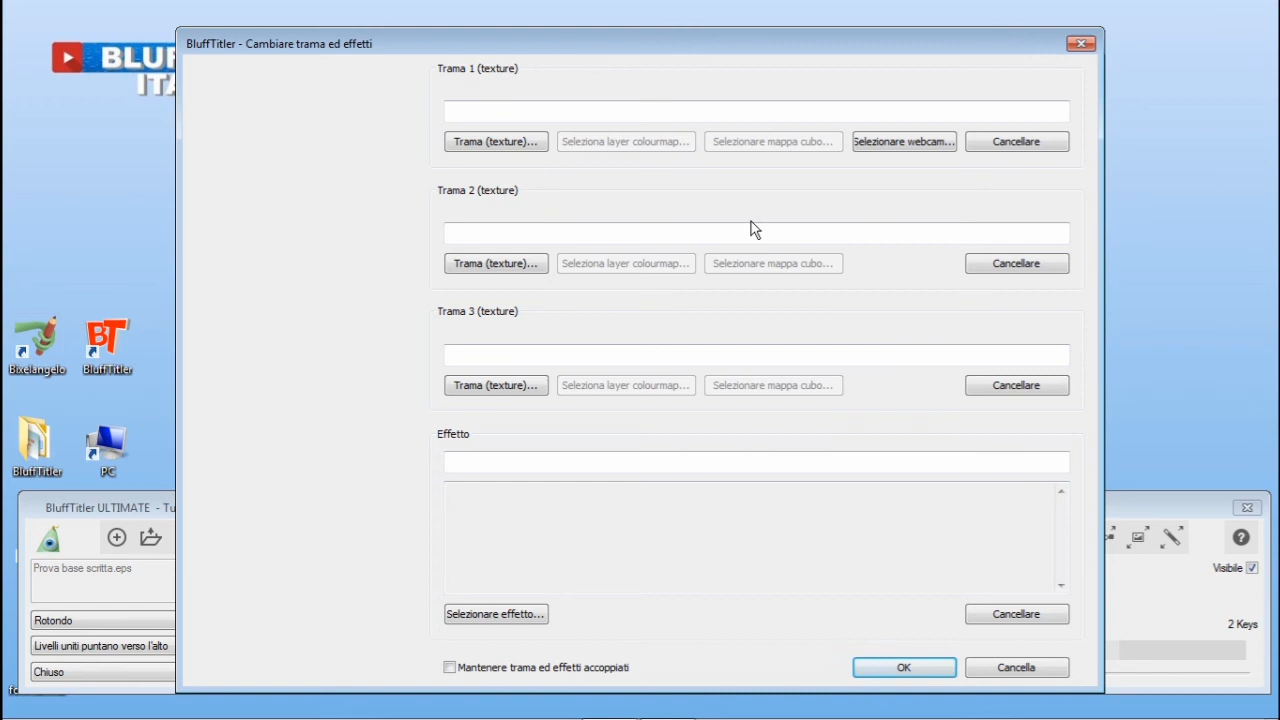 BluffTitler - Cambiare trama ed effetti
Trama 1 (texture)
Trama (texture)...
Seleziona layer colourmap...
Selezionare mappa cubo...
Selezionare webcam...
Cancellare
Trama 2 (texture)
Trama (texture)...
Seleziona layer colourmap...
Selezionare mappa cubo...
Cancellare
Trama 3 (texture)
Trama (texture)...
Seleziona layer colourmap...
Selezionare mappa cubo...
Cancellare
Effetto
Selezionare effetto...
Cancellare
Mantenere trama ed effetti accoppiati
OK
Cancella
Bixelangelo
BluffTitler
BluffTitler
PC
BluffTitler ULTIMATE - Tu
Prova base scritta.eps
Visibile
Rotondo
2 Keys
Livelli uniti puntano verso l'alto
Chiuso